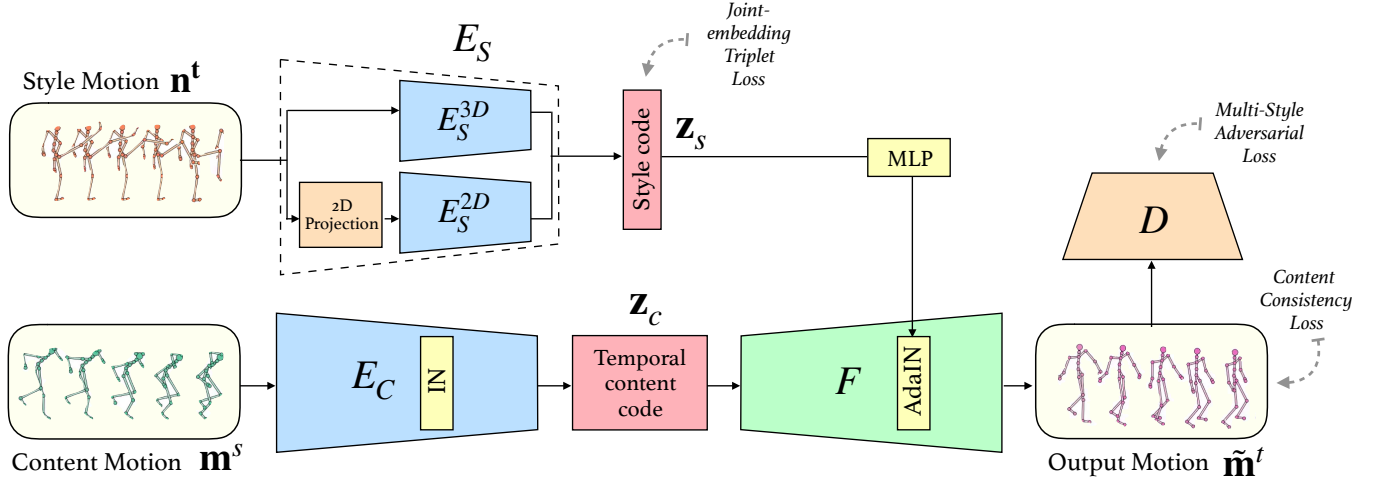 Style Motion n^t
E_S
E_S^{3D}
2D
Projection
E_S^{2D}
Style code
z_s
Joint-
embedding
Triplet
Loss
MLP
Multi-Style
Adversarial
Loss
D
Content
Consistency
Loss
E_C
IN
z_c
Temporal
content
code
F
AdaIN
Content Motion m^s
Output Motion m̃^t